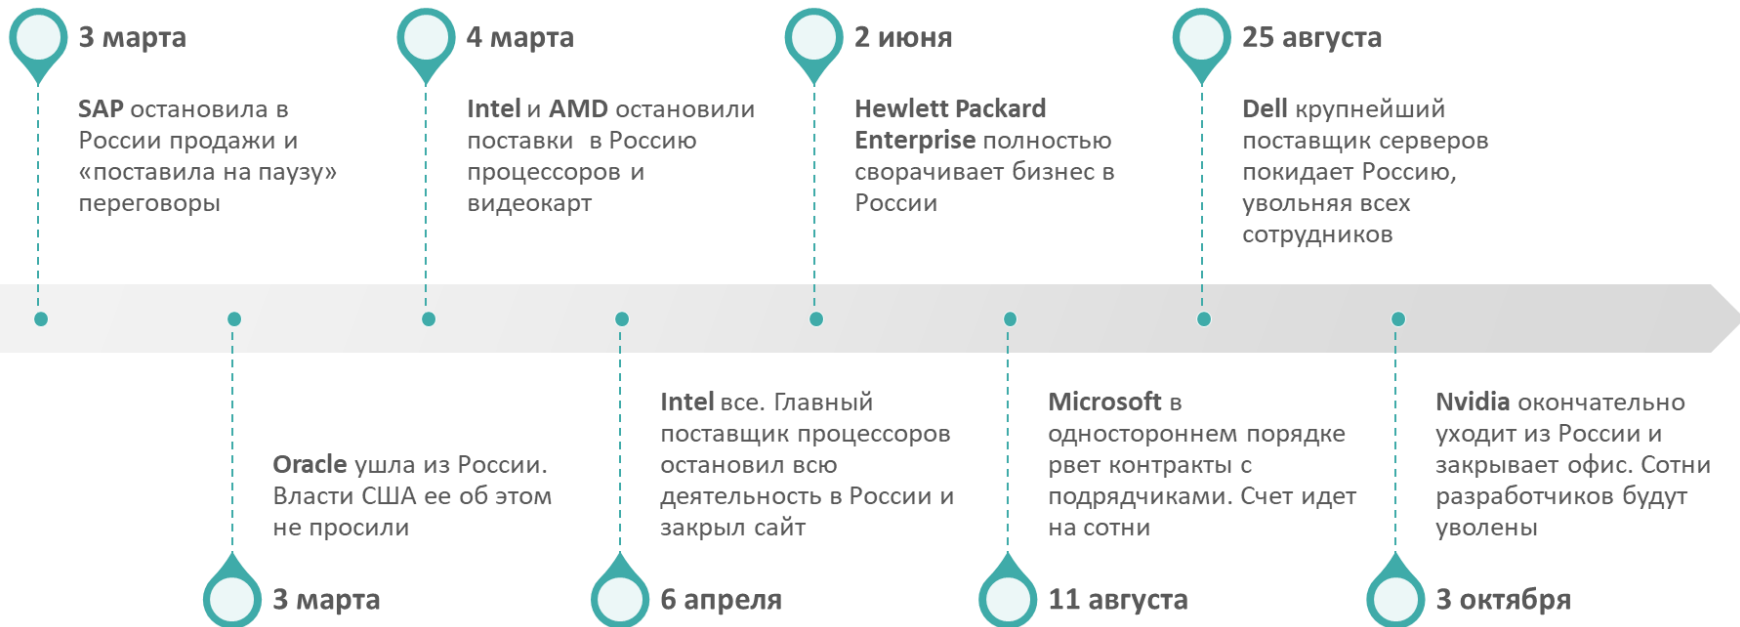 3 марта
SAP остановила в
России продажи и
«поставила на паузу»
переговоры
4 марта
Intel и AMD остановили
поставки  в Россию
процессоров и
видеокарт
2 июня
Hewlett Packard
Enterprise полностью
сворачивает бизнес в
России
25 августа
Dell крупнейший
поставщик серверов
покидает Россию,
увольняя всех
сотрудников
Oracle ушла из России.
Власти США ее об этом
не просили
3 марта
Intel все. Главный
поставщик процессоров
остановил всю
деятельность в России и
закрыл сайт
6 апреля
Microsoft в
одностороннем порядке
рвет контракты с
подрядчиками. Счет идет
на сотни
11 августа
Nvidia окончательно
уходит из России и
закрывает офис. Сотни
разработчиков будут
уволены
3 октября